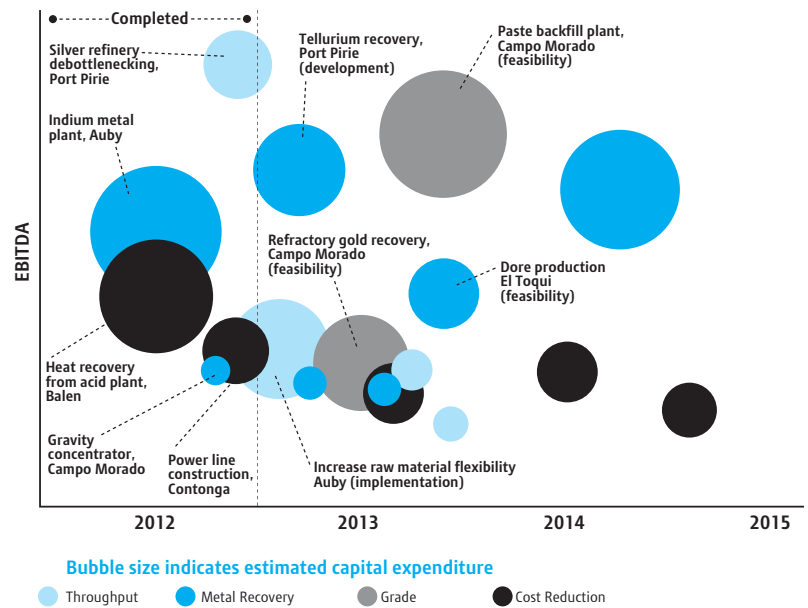 Completed
Silver refinery
debottlenecking,
Port Pirie
Tellurium recovery,
Port Pirie
(development)
Paste backfill plant,
Campo Morado
(feasibility)
Indium metal
plant, Auby
EBITDA
Refractory gold recovery,
Campo Morado
(feasibility)
Dore production
El Toqui
(feasibility)
Heat recovery
from acid plant,
Balen
Gravity
concentrator,
Campo Morado
Power line
construction,
Contonga
Increase raw material flexibility
Auby (implementation)
2012 2013 2014 2015
Bubble size indicates estimated capital expenditure
Throughput Metal Recovery Grade Cost Reduction